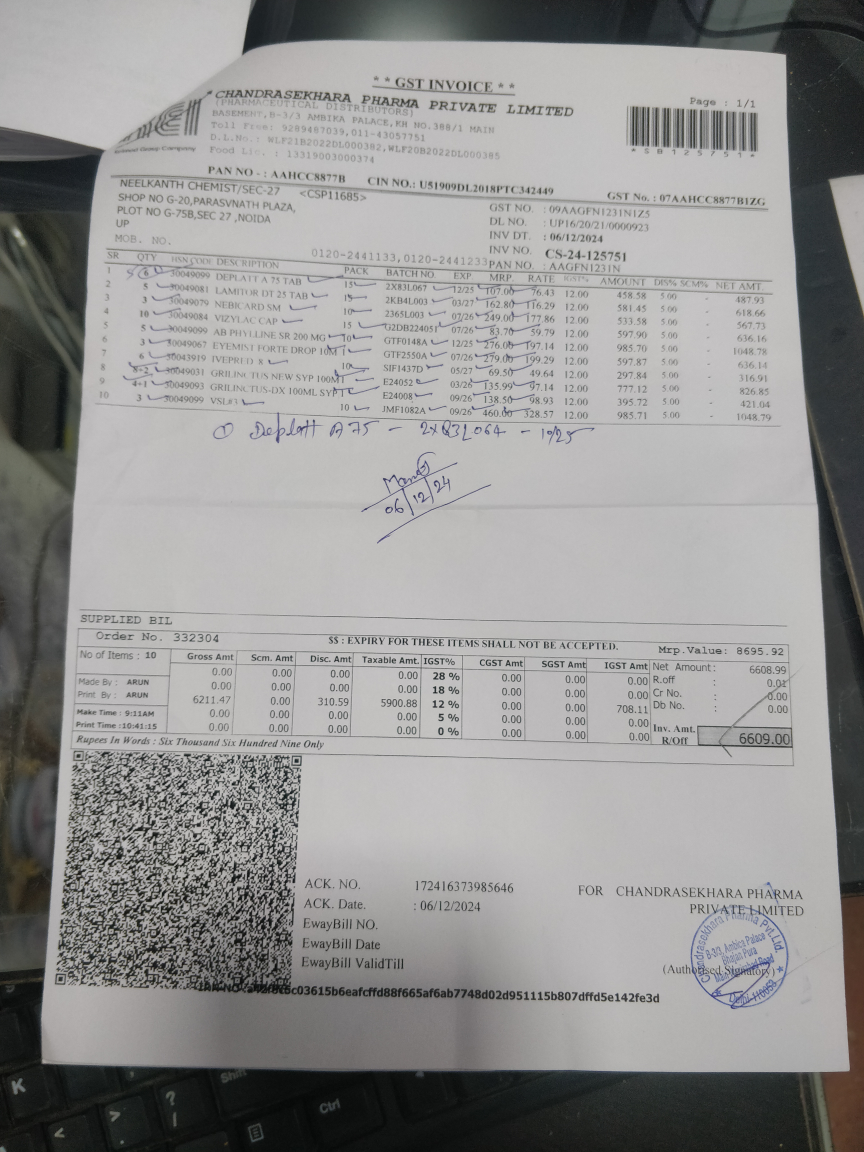 * * GST INVOICE * *
CHANDRASEKHARA PHARMA PRIVATE LIMITED
Page : 1/1
(PHARMACEUTICAL DISTRIBUTORS)
BASEMENT,B-3/3 AMBIKA PALACE,KH NO.388/1 MAIN
Toll Free: 9289487039,011-43057751
D.L.No.: WLF21B2022DL000382,WLF20B2022DL000385
Food Lic. : 13319003000374
*SB125751*
PAN NO - : AAHCC8877B CIN NO.: U51909DL2018PTC342449 GST No. : 07AAHCC8877B1ZG
NEELKANTH CHEMIST/SEC-27 <CSP11685>
SHOP NO G-20,PARASVNATH PLAZA,
PLOT NO G-75B,SEC 27 ,NOIDA
UP
MOB. NO. 0120-2441133,0120-2441233
GST NO. : 09AAGFN1231N1Z5
DL NO. : UP16/20/21/0000923
INV DT. : 06/12/2024
INV NO. CS-24-125751
PAN NO. : AAGFN1231N
SR QTY HSN CODE DESCRIPTION PACK BATCH NO. EXP. MRP. RATE IGST% AMOUNT DIS% SCM% NET AMT.
1 5 6 30049099 DEPLATT A 75 TAB 15 2X83L067 12/25 107.00 76.43 12.00 458.58 5.00 - 487.93
2 5 30049081 LAMITOR DT 25 TAB 15 2KB4L003 03/27 162.80 116.29 12.00 581.45 5.00 - 618.66
3 3 30049079 NEBICARD SM 2365L003 07/26 249.00 177.86 12.00 533.58 5.00 - 567.73
4 10 30049084 VIZYLAC CAP 15 G2DB224051 07/26 83.70 59.79 12.00 597.90 5.00 - 636.16
5 5 30049099 AB PHYLLINE SR 200 MG 10 GTF0148A 12/25 276.00 197.14 12.00 985.70 5.00 - 1048.78
6 3 30049067 EYEMIST FORTE DROP 10M 1 GTF2550A 07/26 279.00 199.29 12.00 597.87 5.00 - 636.14
7 6 30043919 IVEPRED 8 10 SIF1437D 05/27 69.50 49.64 12.00 297.84 5.00 - 316.91
8 8+2 30049031 GRILINCTUS NEW SYP 100M 1 E24052 03/26 135.99 97.14 12.00 777.12 5.00 - 826.85
9 4+1 30049093 GRILINCTUS-DX 100ML SYP E24008 09/26 138.50 98.93 12.00 395.72 5.00 - 421.04
10 3 30049099 VSL#3 10 JMF1082A 09/26 460.00 328.57 12.00 985.71 5.00 - 1048.79
① Deplatt A 75 - 2x83L064 - 10/25
06/12/24
SUPPLIED BIL
Order No. 332304 $$ : EXPIRY FOR THESE ITEMS SHALL NOT BE ACCEPTED. Mrp.Value: 8695.92
No of Items : 10
Made By : ARUN
Print By : ARUN
Make Time : 9:11AM
Print Time :10:41:15
Gross Amt Scm. Amt Disc. Amt Taxable Amt. IGST% CGST Amt SGST Amt IGST Amt
0.00 0.00 0.00 0.00 28 % 0.00 0.00 0.00
0.00 0.00 0.00 0.00 18 % 0.00 0.00 0.00
6211.47 0.00 310.59 5900.88 12 % 0.00 0.00 708.11
0.00 0.00 0.00 0.00 5 % 0.00 0.00 0.00
0.00 0.00 0.00 0.00 0 % 0.00 0.00 0.00
Net Amount : 6608.99
R.off : 0.01
Cr No. : 0.00
Db No. : 0.00
Inv. Amt. R/Off 6609.00
Rupees In Words : Six Thousand Six Hundred Nine Only
ACK. NO. 172416373985646
ACK. Date. : 06/12/2024
EwayBill NO.
EwayBill Date
EwayBill ValidTill
FOR CHANDRASEKHARA PHARMA
PRIVATE LIMITED
(Authorised Signatory)
Chandrasekhara Pharma Pvt.Ltd.
B-3/3, Ambica Palace
Bhajan Pura
Delhi-110053
K
Shift
Ctrl